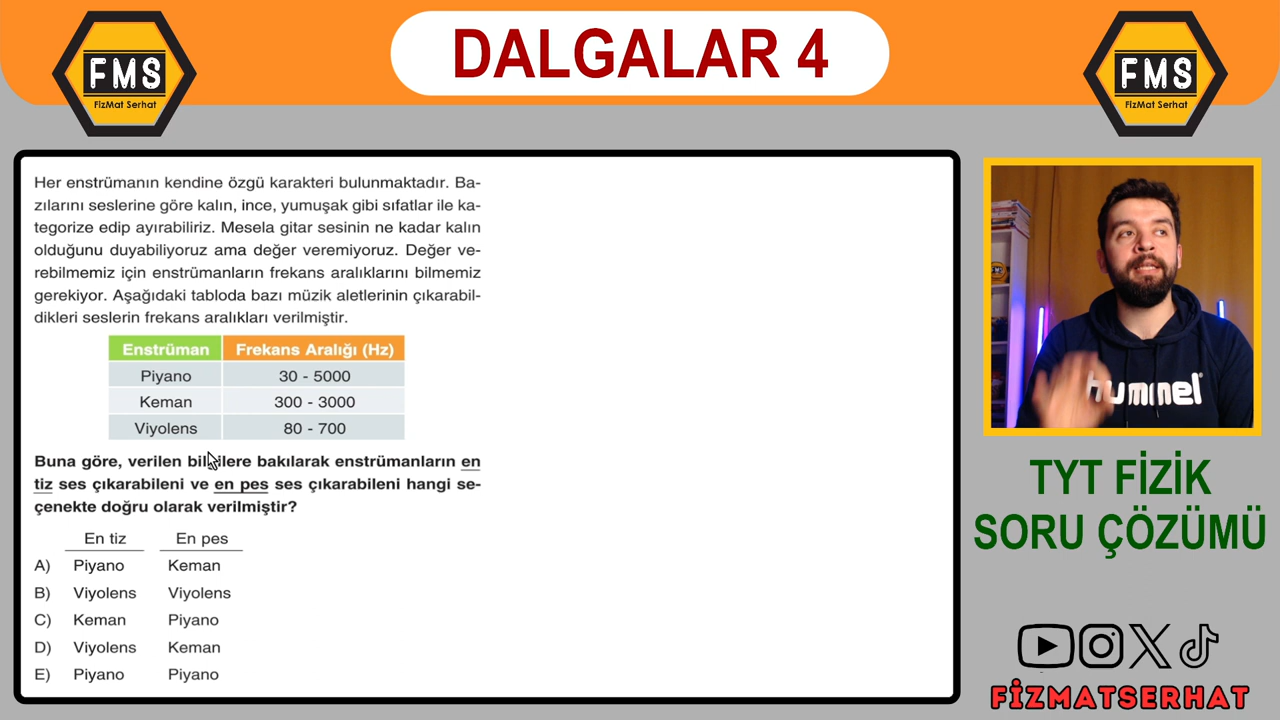 DALGALAR 4
FMS
FizMat Serhat
FMS
FizMat Serhat
Her enstrümanın kendine özgü karakteri bulunmaktadır. Ba-
zılarını seslerine göre kalın, ince, yumuşak gibi sıfatlar ile ka-
tegorize edip ayırabiliriz. Mesela gitar sesinin ne kadar kalın
olduğunu duyabiliyoruz ama değer veremiyoruz. Değer ve-
rebilmemiz için enstrümanların frekans aralıklarını bilmemiz
gerekiyor. Aşağıdaki tabloda bazı müzik aletlerinin çıkarabil-
dikleri seslerin frekans aralıkları verilmiştir.
Enstrüman Frekans Aralığı (Hz)
Piyano 30 - 5000
Keman 300 - 3000
Viyolens 80 - 700
Buna göre, verilen bilgilere bakılarak enstrümanların en
tiz ses çıkarabileni ve en pes ses çıkarabileni hangi se-
çenekte doğru olarak verilmiştir?
En tiz En pes
A) Piyano Keman
B) Viyolens Viyolens
C) Keman Piyano
D) Viyolens Keman
E) Piyano Piyano
hummel
TYT FİZİK
SORU ÇÖZÜMÜ
FİZMATSERHAT